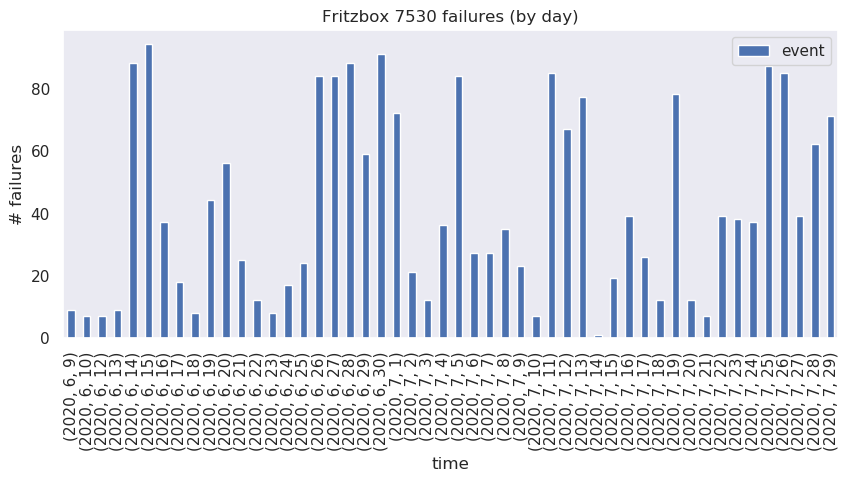 Fritzbox 7530 failures (by day)
event
# failures
80
60
40
20
0
(2020, 6, 9)
(2020, 6, 10)
(2020, 6, 12)
(2020, 6, 13)
(2020, 6, 14)
(2020, 6, 15)
(2020, 6, 16)
(2020, 6, 17)
(2020, 6, 18)
(2020, 6, 19)
(2020, 6, 20)
(2020, 6, 21)
(2020, 6, 22)
(2020, 6, 23)
(2020, 6, 24)
(2020, 6, 25)
(2020, 6, 26)
(2020, 6, 27)
(2020, 6, 28)
(2020, 6, 29)
(2020, 6, 30)
(2020, 7, 1)
(2020, 7, 2)
(2020, 7, 3)
(2020, 7, 4)
(2020, 7, 5)
(2020, 7, 6)
(2020, 7, 7)
(2020, 7, 8)
(2020, 7, 9)
(2020, 7, 10)
(2020, 7, 11)
(2020, 7, 12)
(2020, 7, 13)
(2020, 7, 14)
(2020, 7, 15)
(2020, 7, 16)
(2020, 7, 17)
(2020, 7, 18)
(2020, 7, 19)
(2020, 7, 20)
(2020, 7, 21)
(2020, 7, 22)
(2020, 7, 23)
(2020, 7, 24)
(2020, 7, 25)
(2020, 7, 26)
(2020, 7, 27)
(2020, 7, 28)
(2020, 7, 29)
time